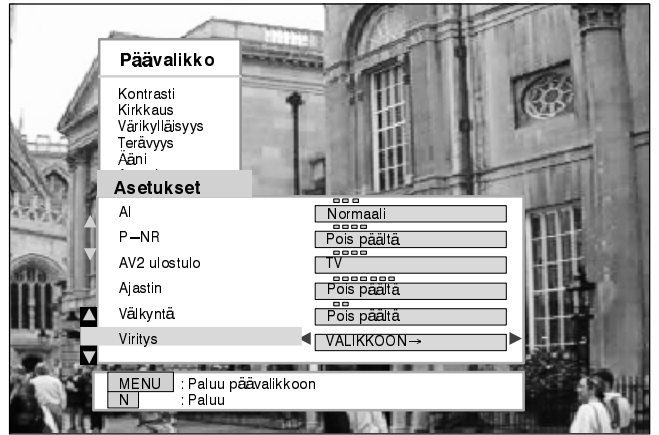 Päävalikko
Kontrasti
Kirkkaus
Värikylläisyys
Terävyys
Ääni
Asetukset
AI Normaali
P-NR Pois päältä
AV2 ulostulo TV
Ajastin Pois päältä
Välkyntä Pois päältä
Viritys VALIKKOON→
MENU : Paluu päävalikkoon
N : Paluu